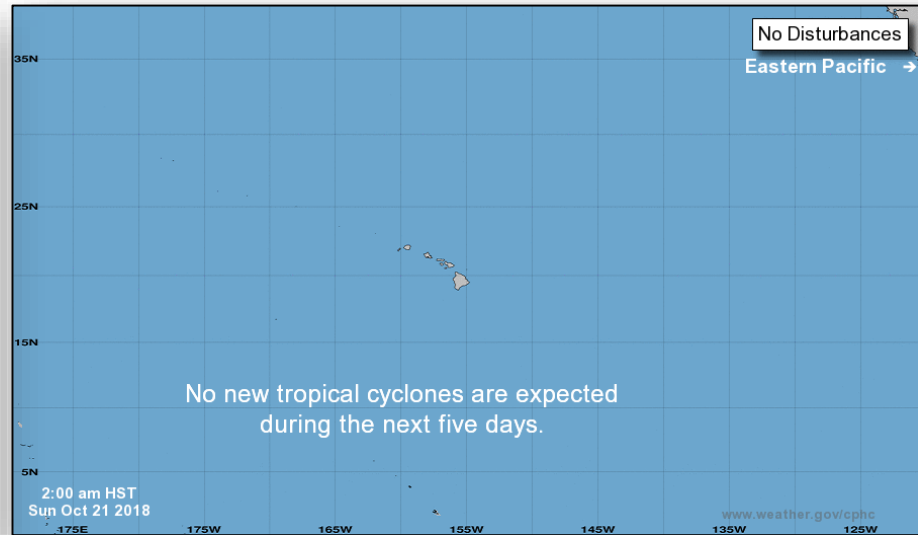 No Disturbances
Eastern Pacific →
35N
25N
15N
No new tropical cyclones are expected
during the next five days.
5N
2:00 am HST
Sun Oct 21 2018
www.weather.gov/cphc
175E 175W 165W 155W 145W 135W 125W